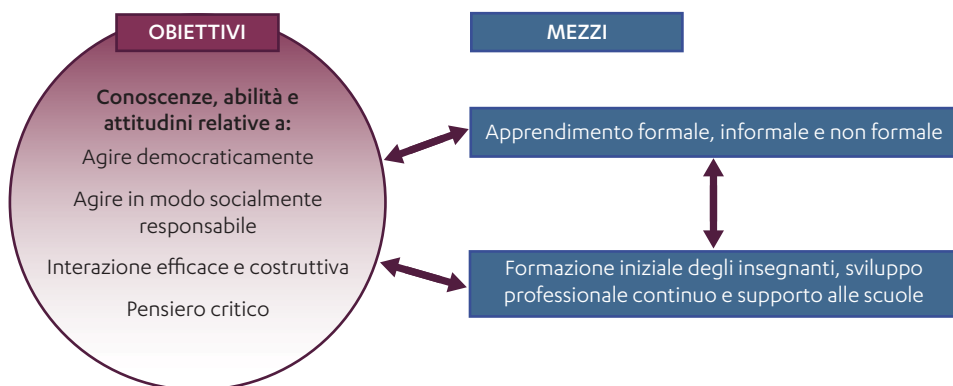 OBIETTIVI
Conoscenze, abilità e
attitudini relative a:
Agire democraticamente
Agire in modo socialmente
responsabile
Interazione efficace e costruttiva
Pensiero critico
MEZZI
Apprendimento formale, informale e non formale
Formazione iniziale degli insegnanti, sviluppo
professionale continuo e supporto alle scuole